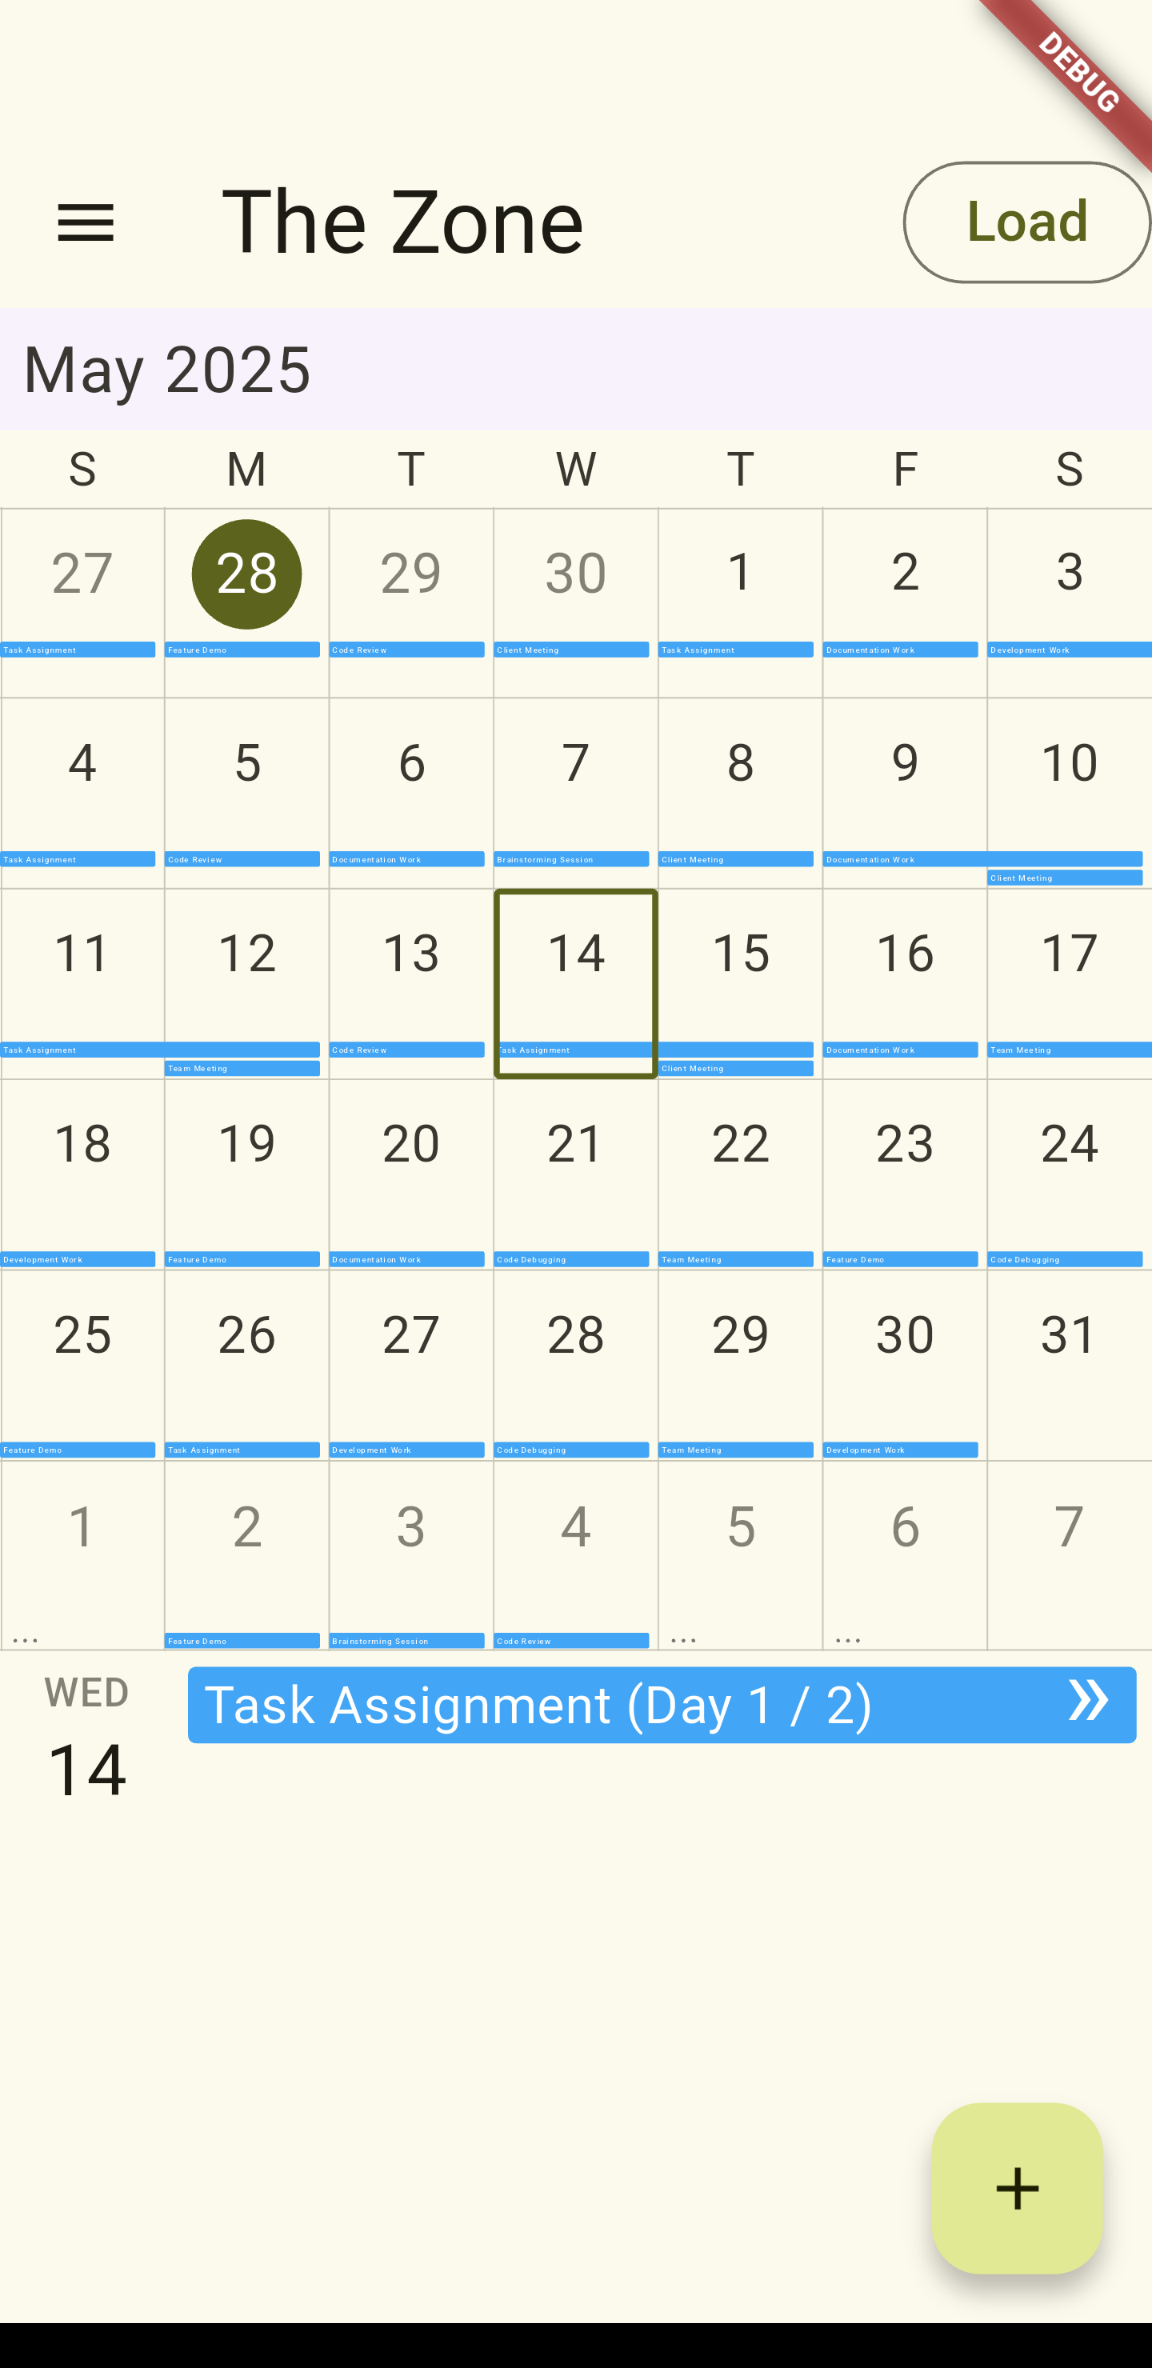 DEBUG
The Zone
Load
May 2025
S M T W T F S
27 28 29 30 1 2 3
Task Assignment Feature Demo Code Review Client Meeting Task Assignment Documentation Work Development Work
4 5 6 7 8 9 10
Task Assignment Code Review Documentation Work Brainstorming Session Client Meeting Documentation Work
Client Meeting
11 12 13 14 15 16 17
Task Assignment Code Review Task Assignment Documentation Work Team Meeting
Team Meeting Client Meeting
18 19 20 21 22 23 24
Development Work Feature Demo Documentation Work Code Debugging Team Meeting Feature Demo Code Debugging
25 26 27 28 29 30 31
Feature Demo Task Assignment Development Work Code Debugging Team Meeting Development Work
1 2 3 4 5 6 7
... Feature Demo Brainstorming Session Code Review ... ...
WED
14
Task Assignment (Day 1 / 2) »
+